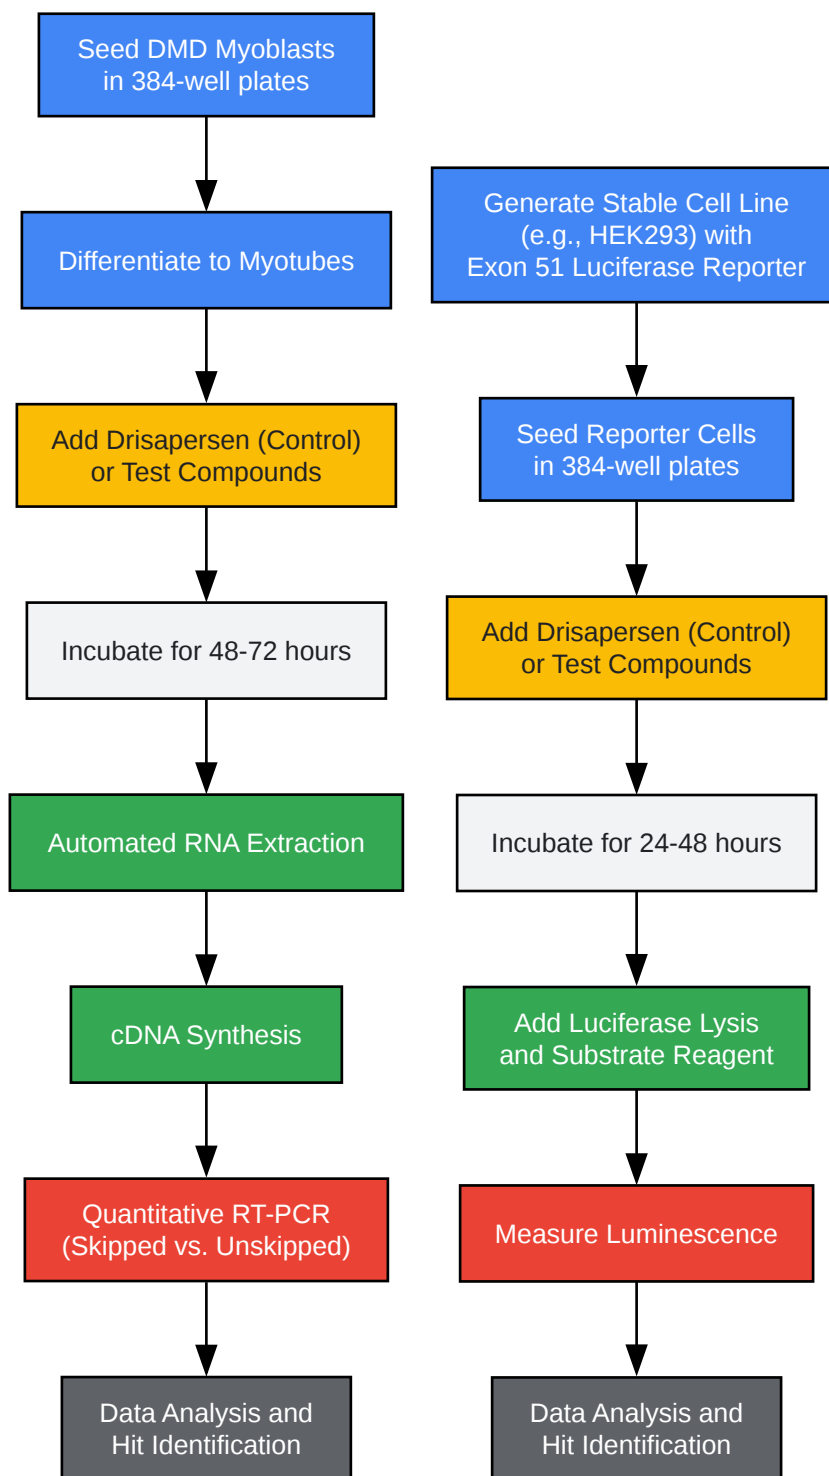 Seed DMD Myoblasts
in 384-well plates
Differentiate to Myotubes
Add Drisapersen (Control)
or Test Compounds
Incubate for 48-72 hours
Automated RNA Extraction
cDNA Synthesis
Quantitative RT-PCR
(Skipped vs. Unskipped)
Data Analysis and
Hit Identification
Generate Stable Cell Line
(e.g., HEK293) with
Exon 51 Luciferase Reporter
Seed Reporter Cells
in 384-well plates
Add Drisapersen (Control)
or Test Compounds
Incubate for 24-48 hours
Add Luciferase Lysis
and Substrate Reagent
Measure Luminescence
Data Analysis and
Hit Identification